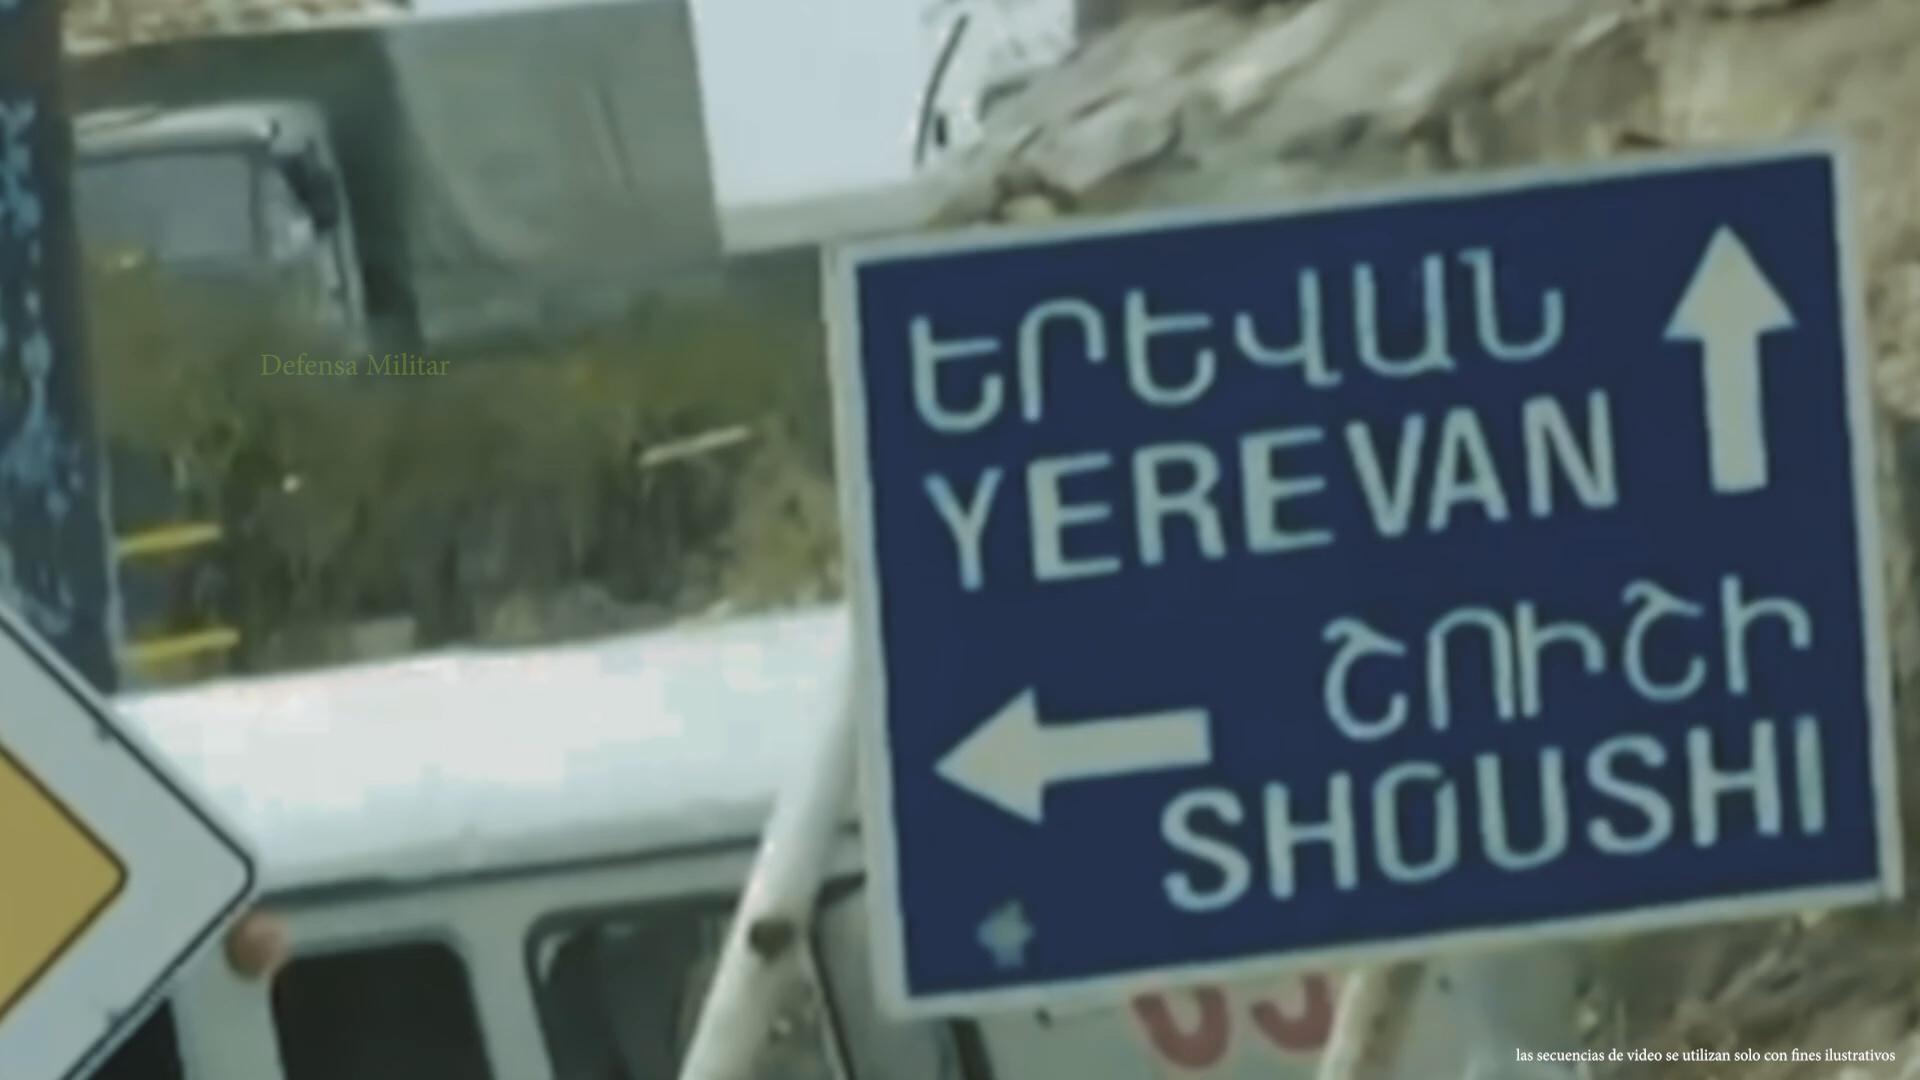 Defensa Militar
ԵՐԵՎԱՆ
YEREVAN
ՇՈՒՇԻ
SHOUSHI
las secuencias de video se utilizan solo con fines ilustrativos